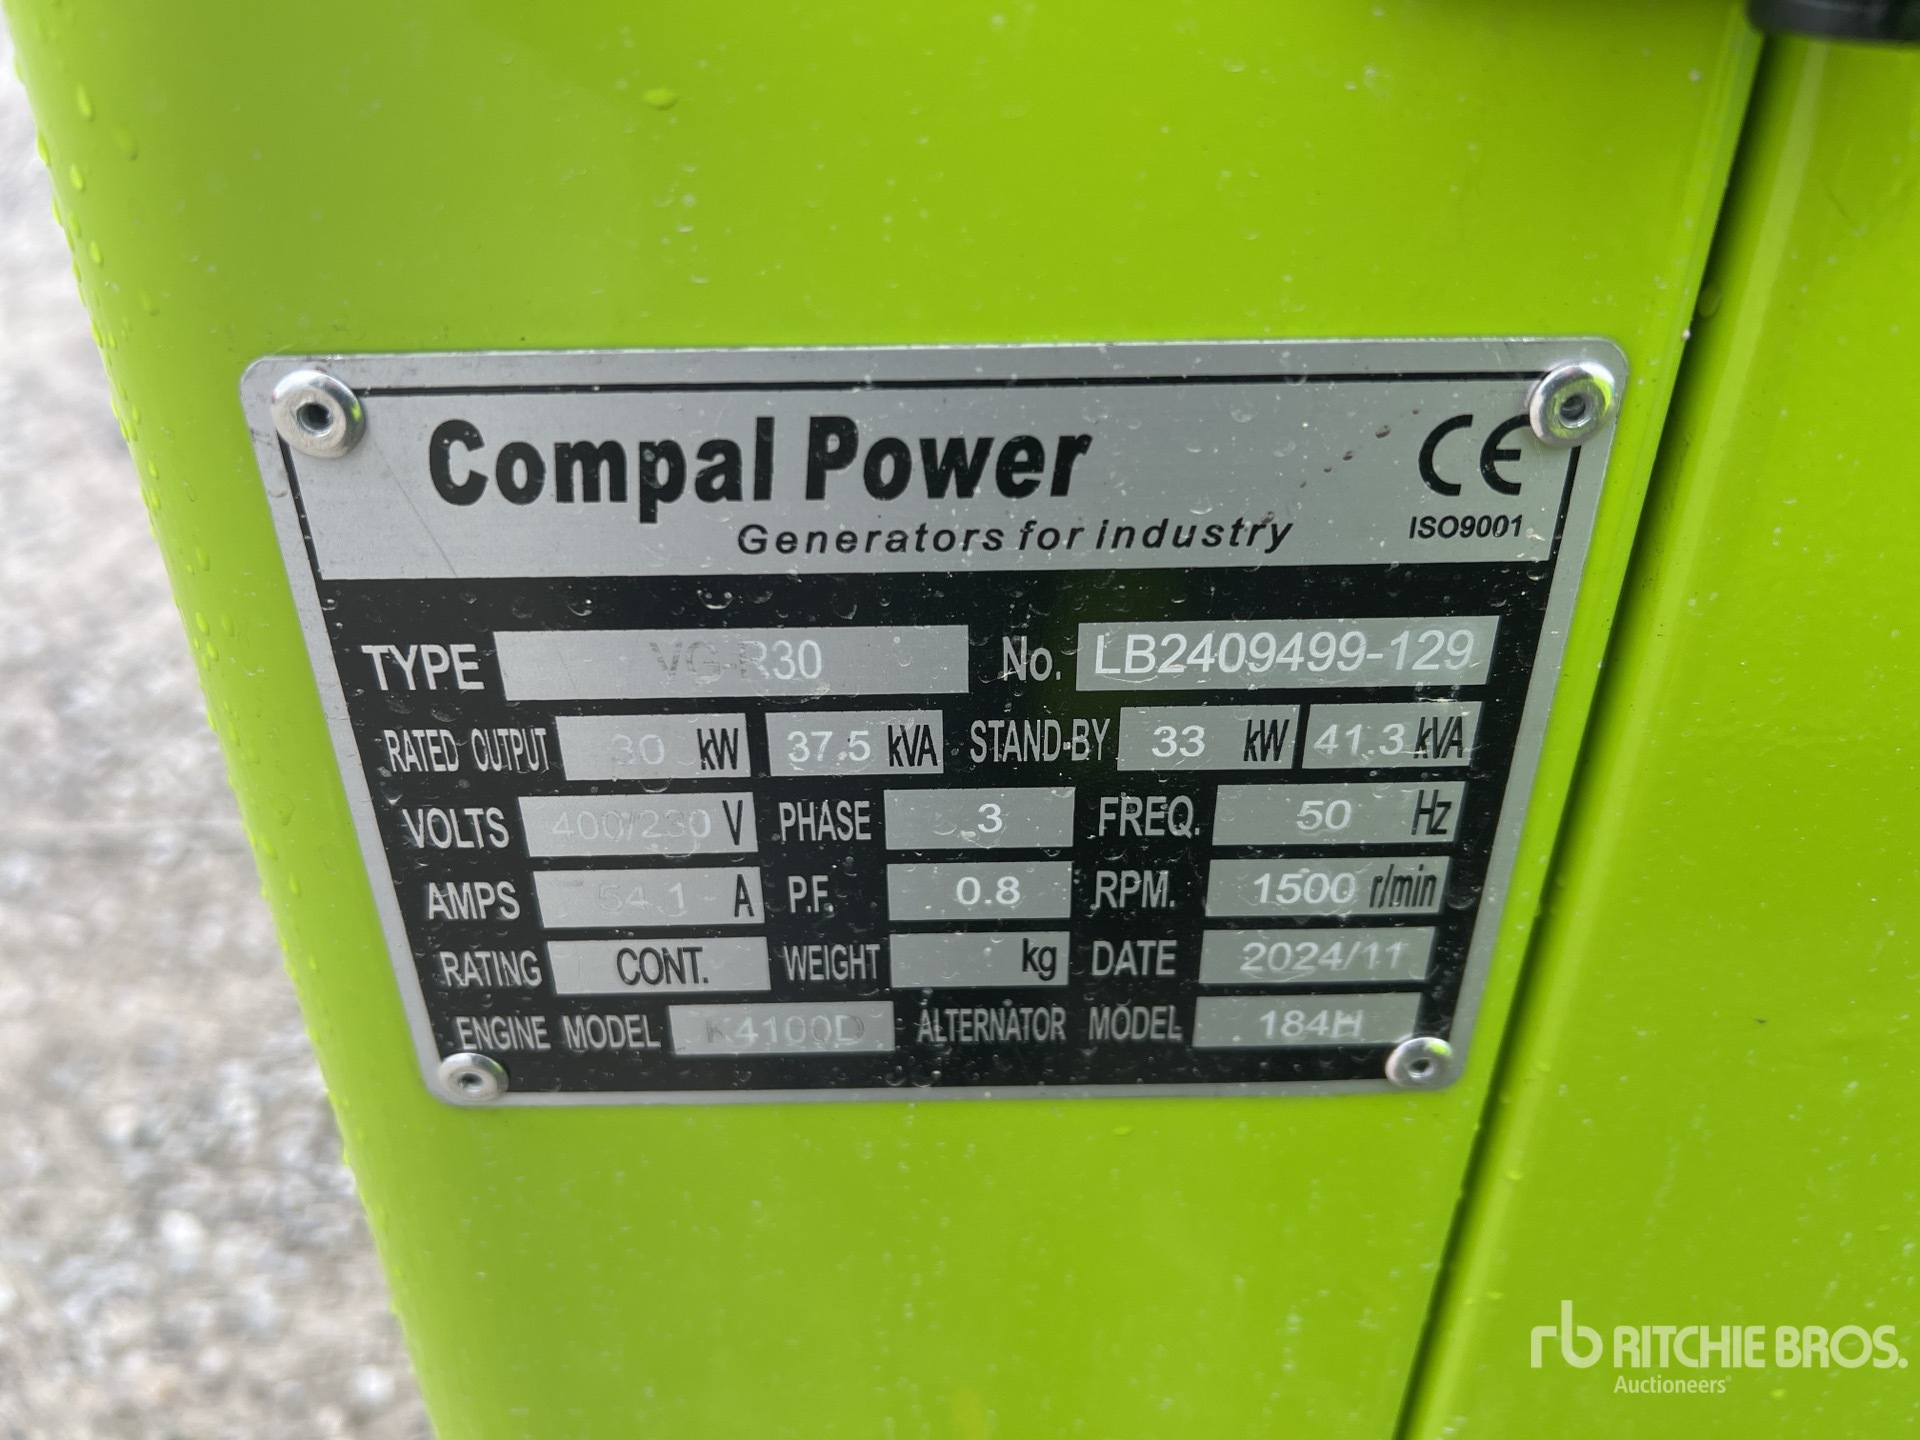 Compal Power
Generators for industry
CE
ISO9001
TYPE VG-R30 No. LB2409499-129
RATED OUTPUT 30 kW 37.5 kVA STAND-BY 33 kW 41.3 kVA
VOLTS 400/230 V PHASE 3 FREQ. 50 Hz
AMPS 54.1 A P.F. 0.8 RPM. 1500 r/min
RATING CONT. WEIGHT kg DATE 2024/11
ENGINE MODEL K4100D ALTERNATOR MODEL 184H
rb RITCHIE BROS.
Auctioneers